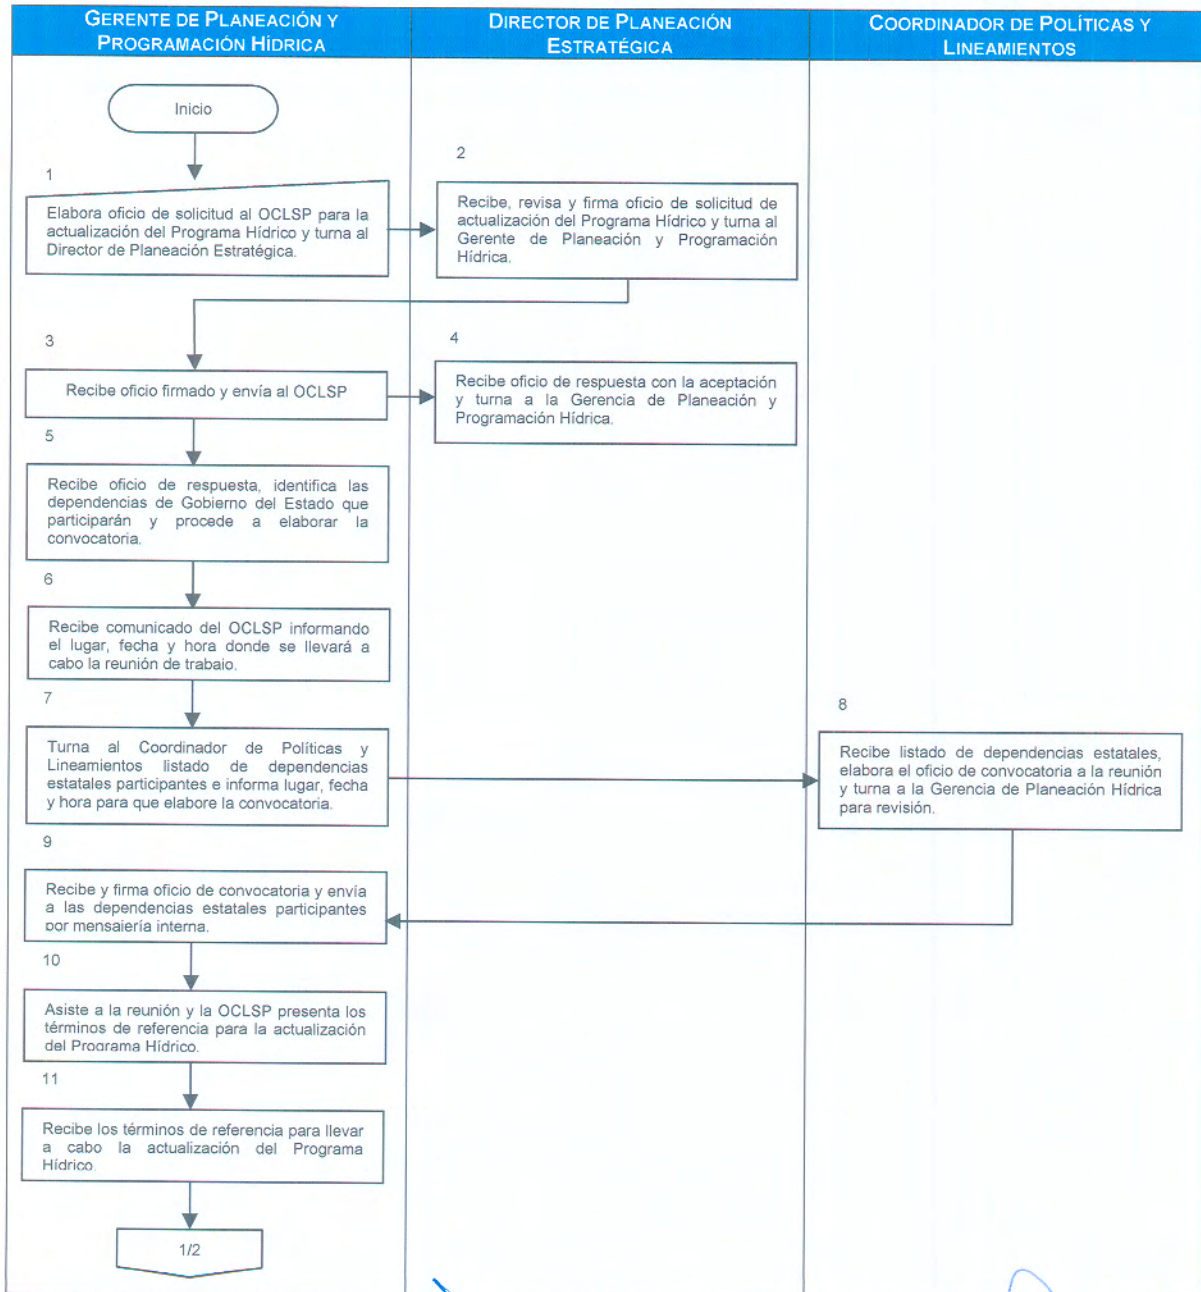 GERENTE DE PLANEACIÓN Y
PROGRAMACIÓN HÍDRICA
DIRECTOR DE PLANEACIÓN
ESTRATÉGICA
COORDINADOR DE POLÍTICAS Y
LINEAMIENTOS
Inicio
1
Elabora oficio de solicitud al OCLSP para la
actualización del Programa Hídrico y turna al
Director de Planeación Estratégica.
2
Recibe, revisa y firma oficio de solicitud de
actualización del Programa Hídrico y turna al
Gerente de Planeación y Programación
Hídrica.
3
Recibe oficio firmado y envía al OCLSP
4
Recibe oficio de respuesta con la aceptación
y turna a la Gerencia de Planeación y
Programación Hídrica.
5
Recibe oficio de respuesta, identifica las
dependencias de Gobierno del Estado que
participarán y procede a elaborar la
convocatoria.
6
Recibe comunicado del OCLSP informando
el lugar, fecha y hora donde se llevará a
cabo la reunión de trabajo.
7
Turna al Coordinador de Políticas y
Lineamientos listado de dependencias
estatales participantes e informa lugar, fecha
y hora para que elabore la convocatoria.
8
Recibe listado de dependencias estatales,
elabora el oficio de convocatoria a la reunión
y turna a la Gerencia de Planeación Hídrica
para revisión.
9
Recibe y firma oficio de convocatoria y envía
a las dependencias estatales participantes
por mensajería interna.
10
Asiste a la reunión y la OCLSP presenta los
términos de referencia para la actualización
del Programa Hídrico.
11
Recibe los términos de referencia para llevar
a cabo la actualización del Programa
Hídrico.
1/2